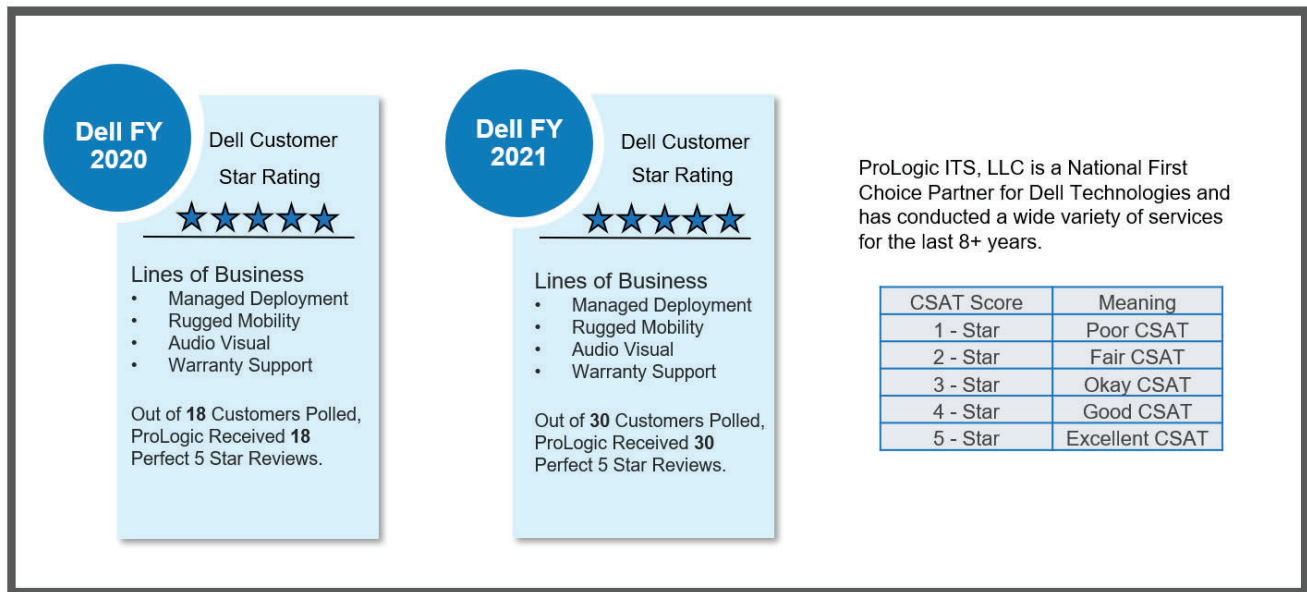 Dell FY
2020
Dell Customer
Star Rating
Lines of Business
• Managed Deployment
• Rugged Mobility
• Audio Visual
• Warranty Support
Out of 18 Customers Polled,
ProLogic Received 18
Perfect 5 Star Reviews.
Dell FY
2021
Dell Customer
Star Rating
Lines of Business
• Managed Deployment
• Rugged Mobility
• Audio Visual
• Warranty Support
Out of 30 Customers Polled,
ProLogic Received 30
Perfect 5 Star Reviews.
ProLogic ITS, LLC is a National First
Choice Partner for Dell Technologies and
has conducted a wide variety of services
for the last 8+ years.
CSAT Score Meaning
1 - Star Poor CSAT
2 - Star Fair CSAT
3 - Star Okay CSAT
4 - Star Good CSAT
5 - Star Excellent CSAT